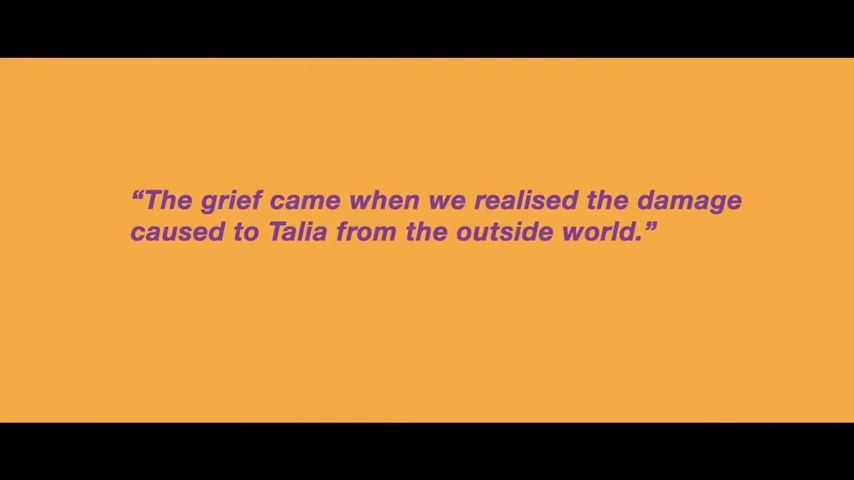 “The grief came when we realised the damage
caused to Talia from the outside world.”